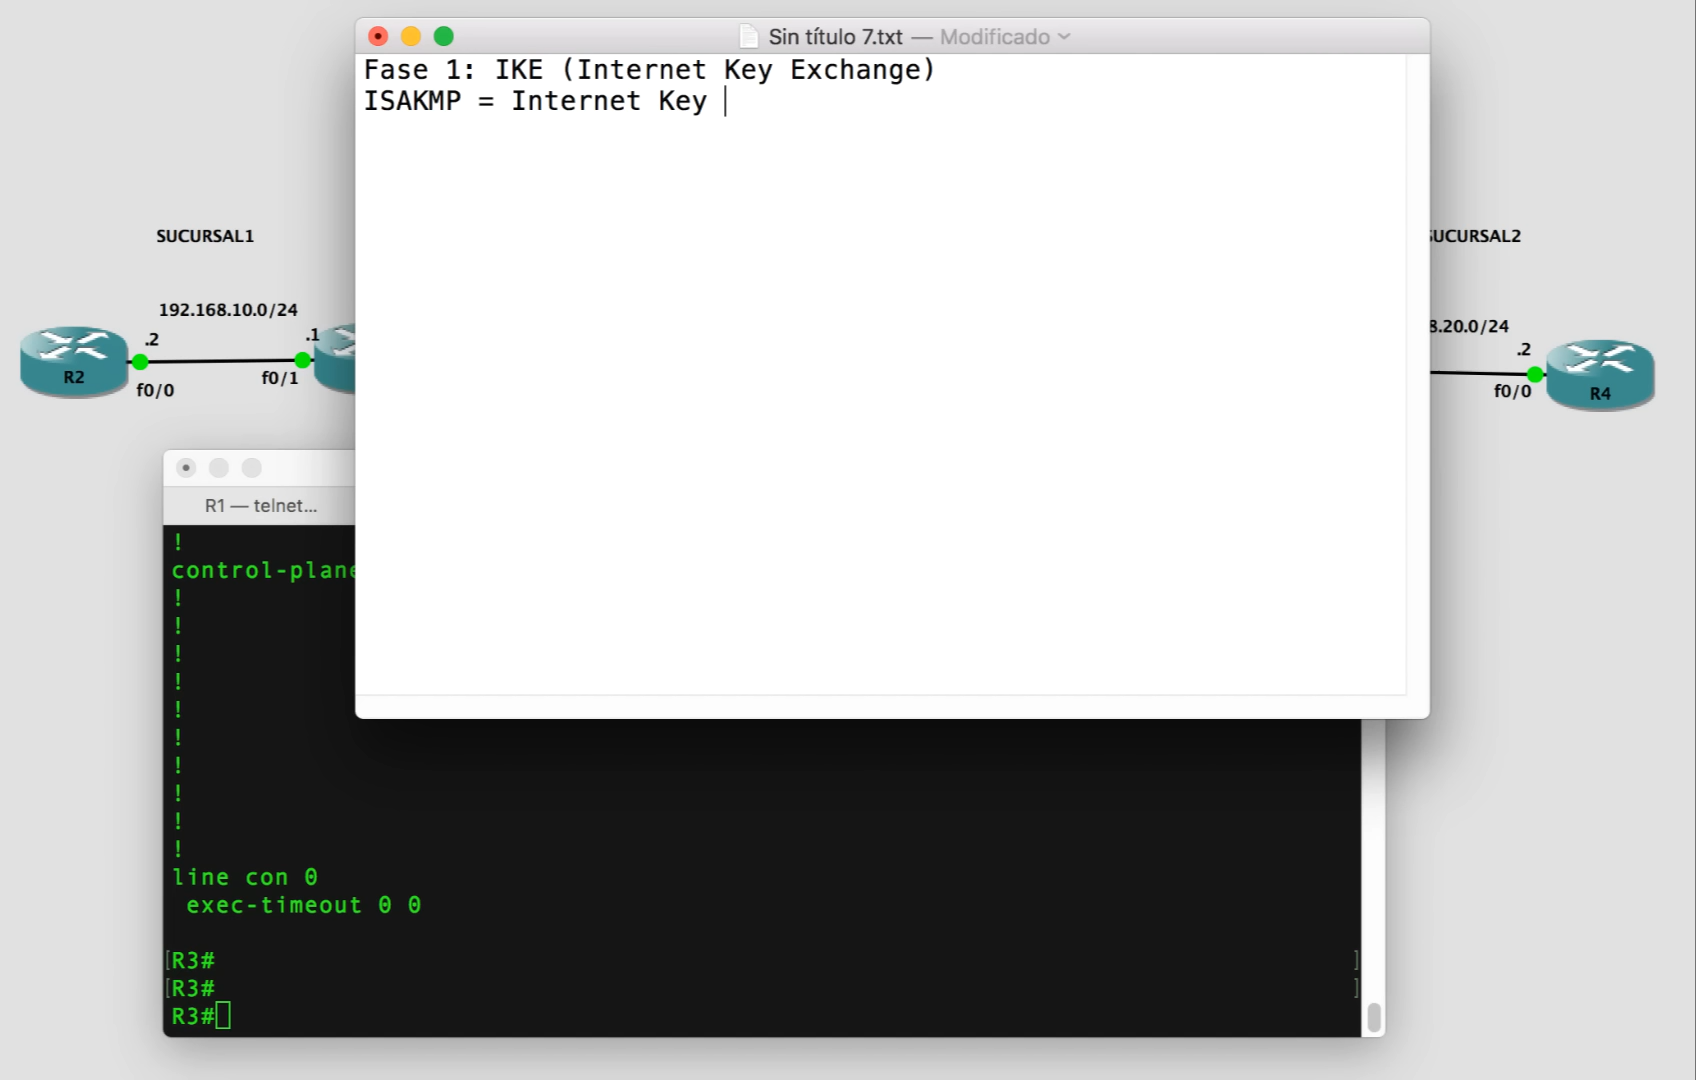 Sin título 7.txt — Modificado
Fase 1: IKE (Internet Key Exchange)
ISAKMP = Internet Key
SUCURSAL1
UCURSAL2
192.168.10.0/24
8.20.0/24
.2
.1
.2
R2
f0/0
f0/1
f0/0
R4
R1 — telnet...
!
control-plane
!
!
!
!
!
!
!
!
!
!
line con 0
exec-timeout 0 0
[R3# ]
[R3# ]
R3#